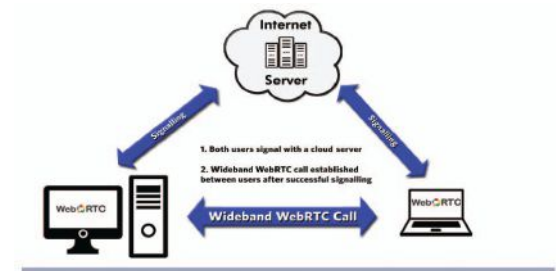 Internet
Server
Signalling
Signalling
1. Both users signal with a cloud server
2. Wideband WebRTC call established
between users after successful signalling
WebRTC
WebRTC
Wideband WebRTC Call